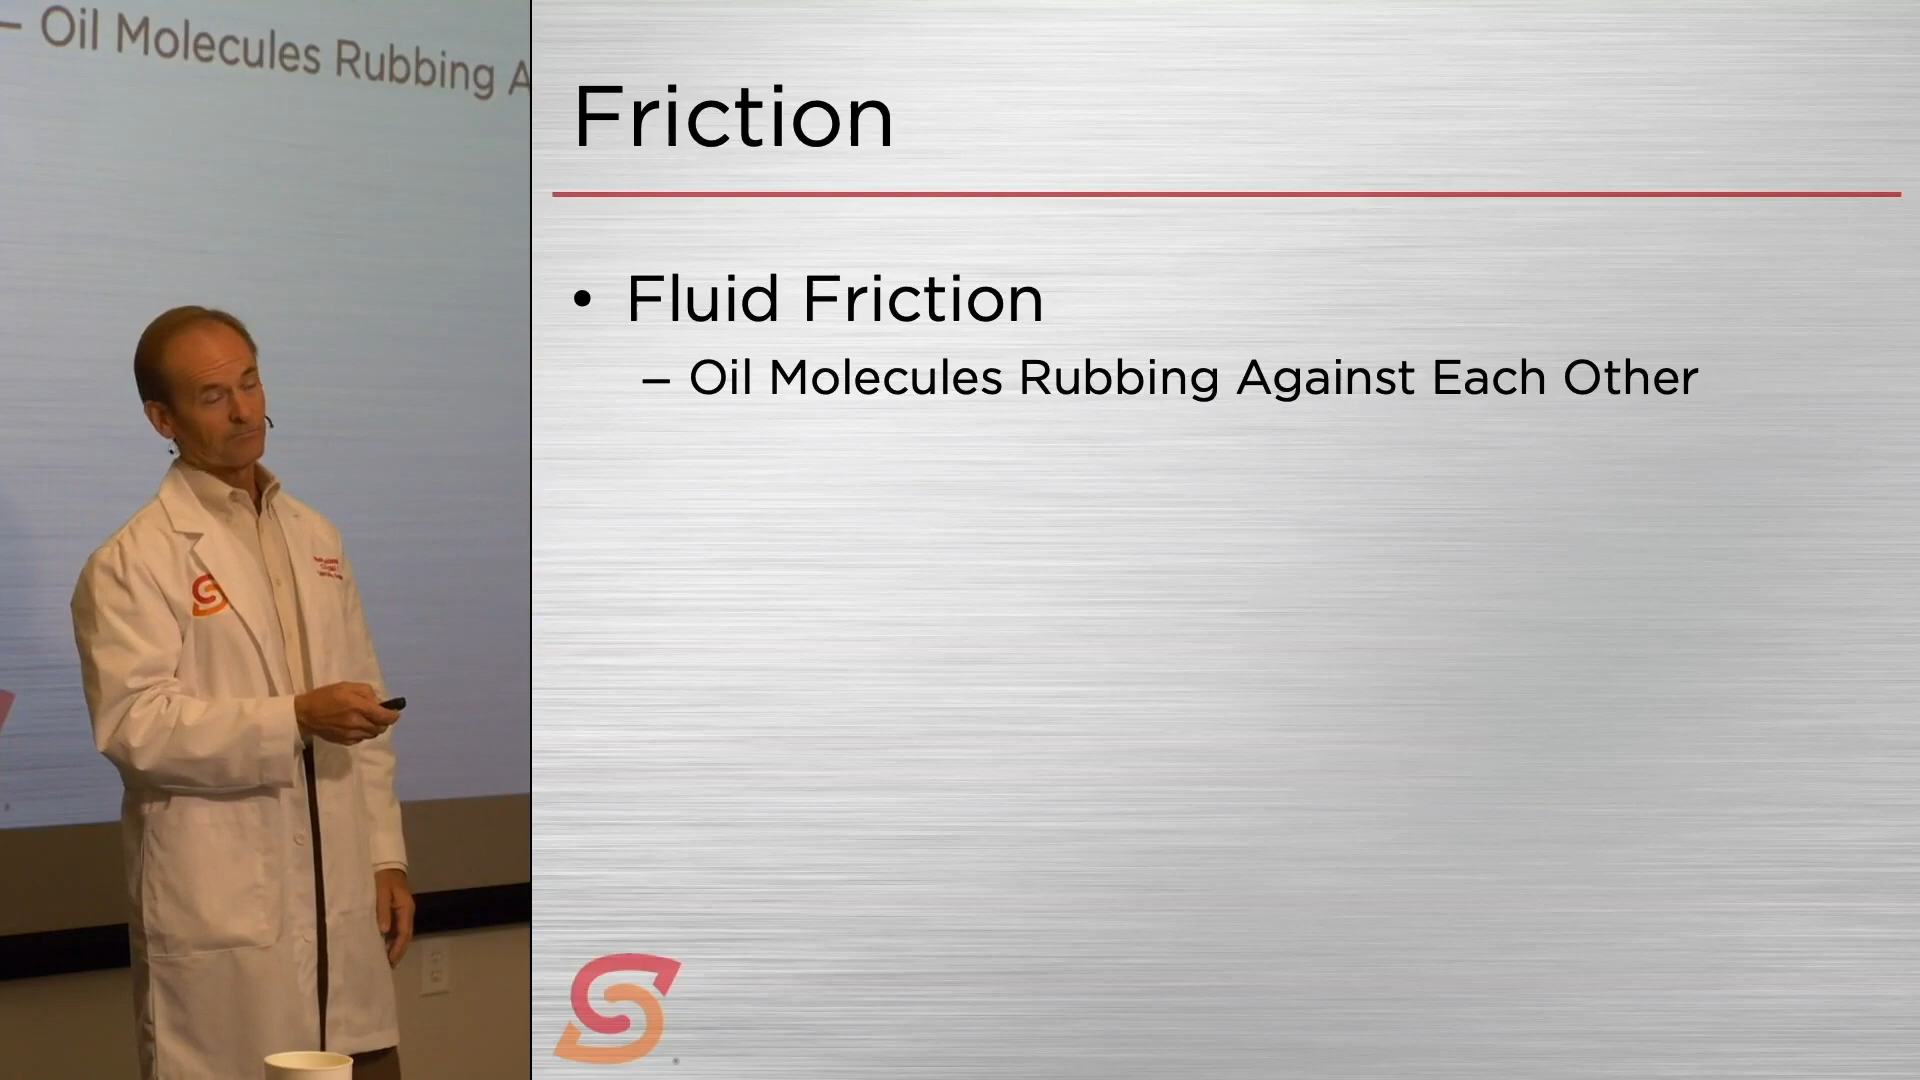 – Oil Molecules Rubbing A
Friction
• Fluid Friction
– Oil Molecules Rubbing Against Each Other